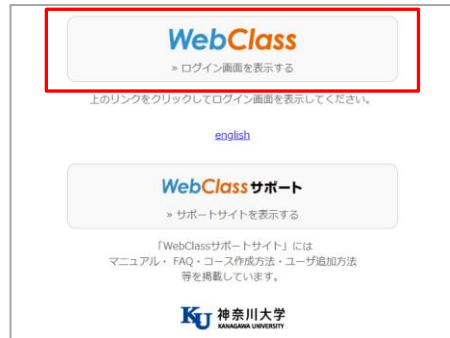 WebClass
» ログイン画面を表示する
上のリンクをクリックしてログイン画面を表示してください。
english
WebClassサポート
» サポートサイトを表示する
「WebClassサポートサイト」には
マニュアル・ FAQ・コース作成方法・ユーザ追加方法
等を掲載しています。
KU 神奈川大学
KANAGAWA UNIVERSITY